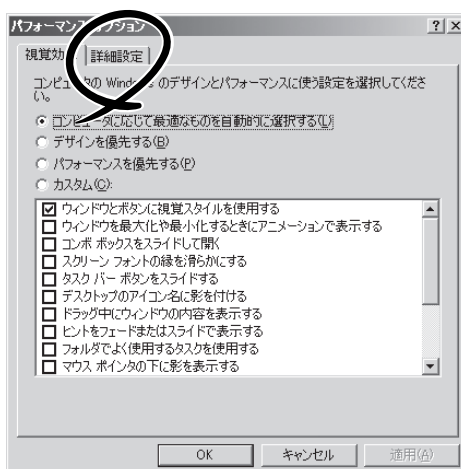 パフォーマンス オプション
視覚効
詳細設定
コンピュータの Windows のデザインとパフォーマンスに使う設定を選択してくださ
い。
コンピュータに応じて最適なものを自動的に選択する(L)
デザインを優先する(B)
パフォーマンスを優先する(P)
カスタム(C):
ウィンドウとボタンに視覚スタイルを使用する
ウィンドウを最大化や最小化するときにアニメーションで表示する
コンボ ボックスをスライドして開く
スクリーン フォントの縁を滑らかにする
タスク バー ボタンをスライドする
デスクトップのアイコン名に影を付ける
ドラッグ中にウィンドウの内容を表示する
ヒントをフェードまたはスライドで表示する
フォルダでよく使用するタスクを使用する
マウス ポインタの下に影を表示する
OK
キャンセル
適用(A)